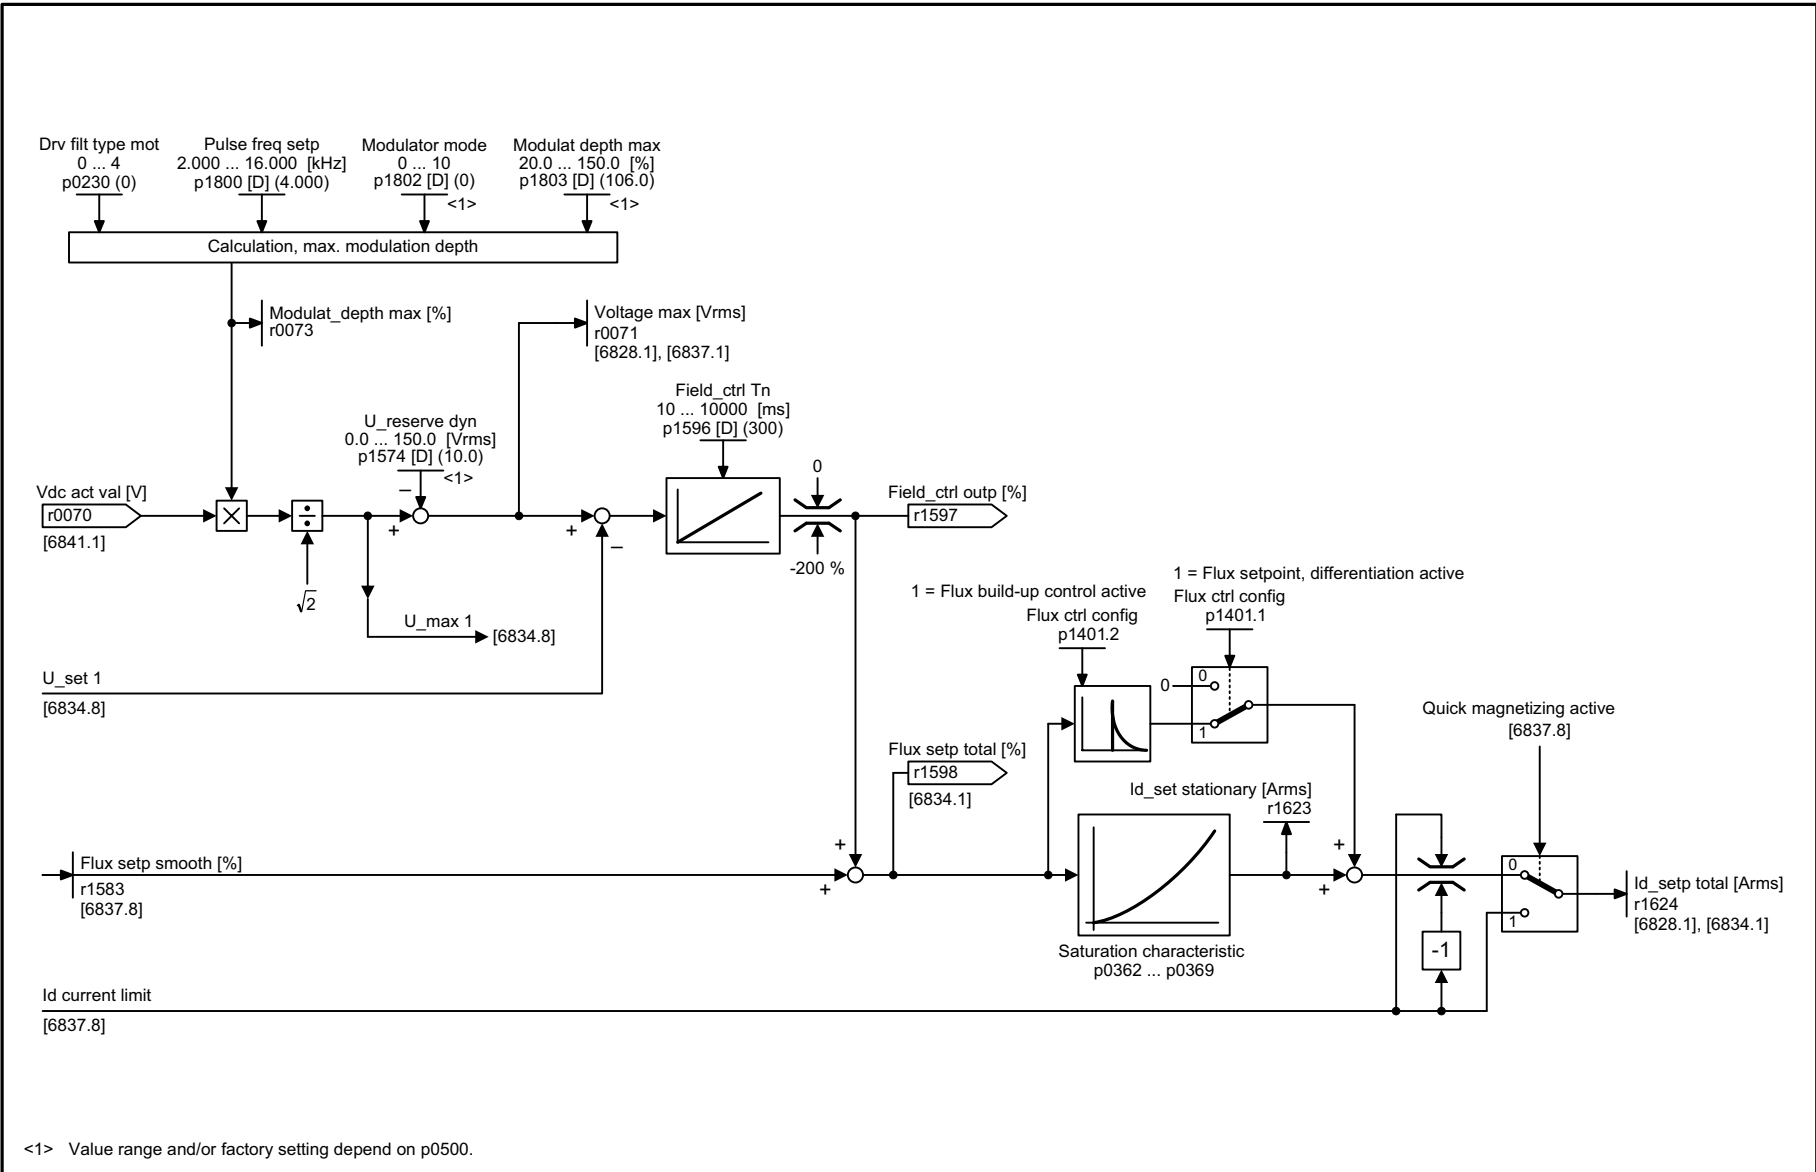 Drv filt type mot
0 ... 4
p0230 (0)
Pulse freq setp
2.000 ... 16.000 [kHz]
p1800 [D] (4.000)
Modulator mode
0 ... 10
p1802 [D] (0)
<1>
Modulat depth max
20.0 ... 150.0 [%]
p1803 [D] (106.0)
<1>
Calculation, max. modulation depth
Modulat_depth max [%]
r0073
Voltage max [Vrms]
r0071
[6828.1], [6837.1]
U_reserve dyn
0.0 ... 150.0 [Vrms]
p1574 [D] (10.0)
<1>
Field_ctrl Tn
10 ... 10000 [ms]
p1596 [D] (300)
Vdc act val [V]
r0070
[6841.1]
×
÷
√2
–
+
+
–
0
-200 %
Field_ctrl outp [%]
r1597
U_max 1
[6834.8]
U_set 1
[6834.8]
1 = Flux build-up control active
Flux ctrl config
p1401.2
1 = Flux setpoint, differentiation active
Flux ctrl config
p1401.1
0
0
1
Quick magnetizing active
[6837.8]
Flux setp total [%]
r1598
[6834.1]
Id_set stationary [Arms]
r1623
Flux setp smooth [%]
r1583
[6837.8]
+
+
+
+
Saturation characteristic
p0362 ... p0369
0
1
-1
Id_setp total [Arms]
r1624
[6828.1], [6834.1]
Id current limit
[6837.8]
<1> Value range and/or factory setting depend on p0500.